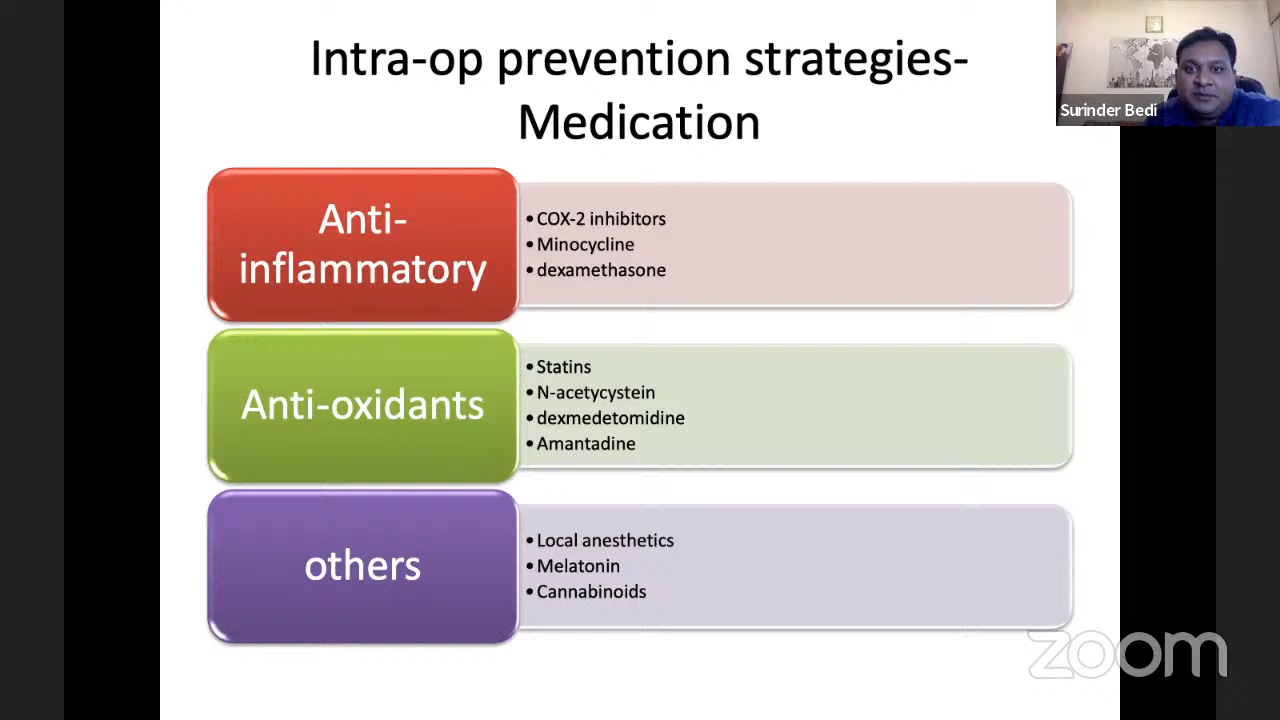 Intra-op prevention strategies-
Medication
Surinder Bedi
Anti-
inflammatory
• COX-2 inhibitors
• Minocycline
• dexamethasone
Anti-oxidants
• Statins
• N-acetycystein
• dexmedetomidine
• Amantadine
others
• Local anesthetics
• Melatonin
• Cannabinoids
zoom